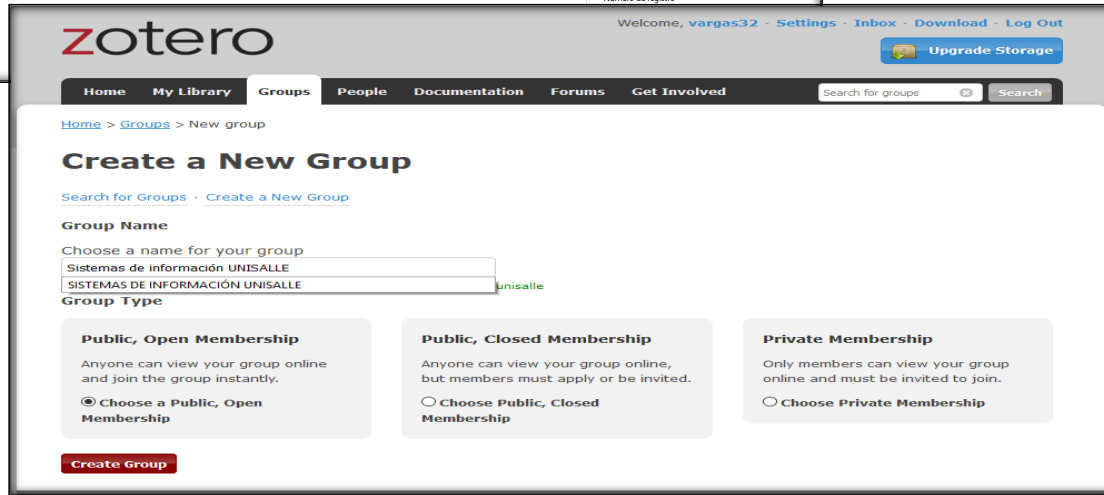 Número de registro
zotero
Welcome, vargas32 · Settings · Inbox · Download · Log Out
Upgrade Storage
Home My Library Groups People Documentation Forums Get Involved
Search for groups Search
Home > Groups > New group
Create a New Group
Search for Groups · Create a New Group
Group Name
Choose a name for your group
Sistemas de información UNISALLE
SISTEMAS DE INFORMACIÓN UNISALLE
unisalle
Group Type
Public, Open Membership
Anyone can view your group online
and join the group instantly.
Choose a Public, Open
Membership
Public, Closed Membership
Anyone can view your group online,
but members must apply or be invited.
Choose Public, Closed
Membership
Private Membership
Only members can view your group
online and must be invited to join.
Choose Private Membership
Create Group